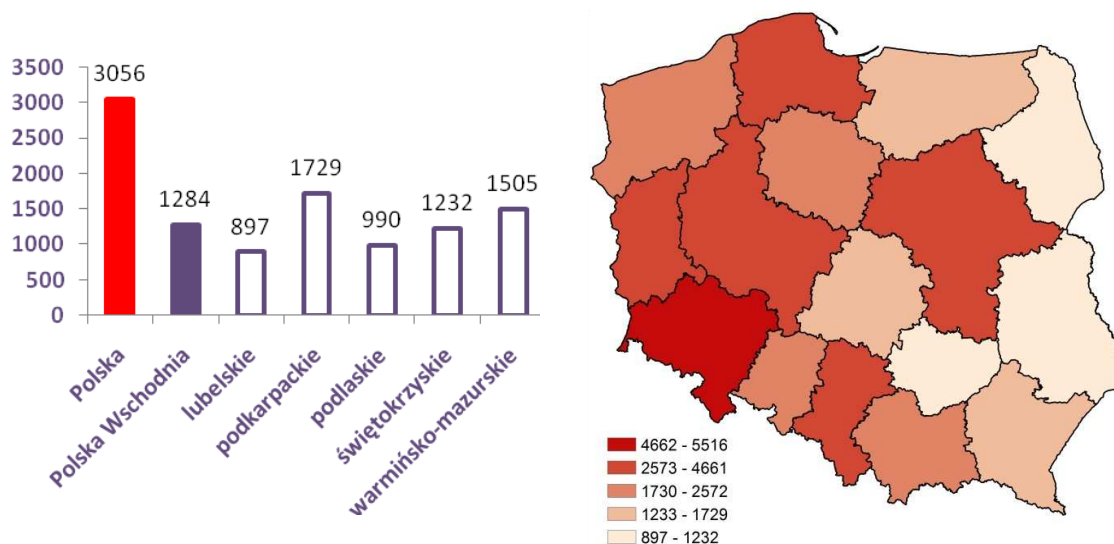 3500
3000
2500
2000
1500
1000
500
0
3056
1284
897
1729
990
1232
1505
Polska
Polska Wschodnia
lubelskie
podkarpackie
podlaskie
świętokrzyskie
warmińsko-mazurskie
4662 - 5516
2573 - 4661
1730 - 2572
1233 - 1729
897 - 1232